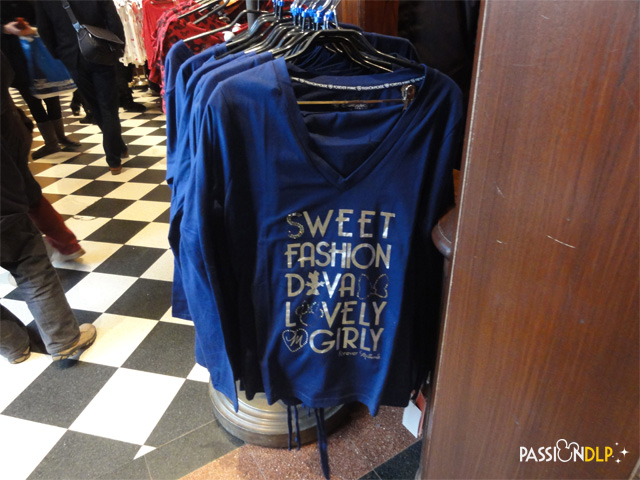 SWEET
FASHION
DIVA
LOVELY
GIRLY
PASSIONDLP